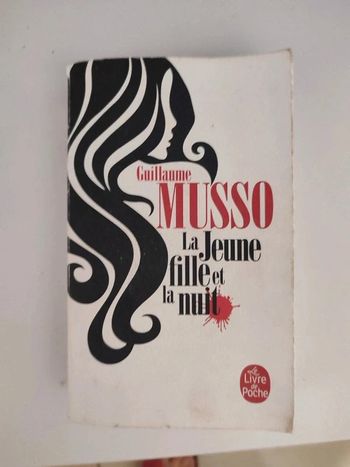 Guillaume
MUSSO
La Jeune
fille et
la nuit
Le
Livre
de
Poche